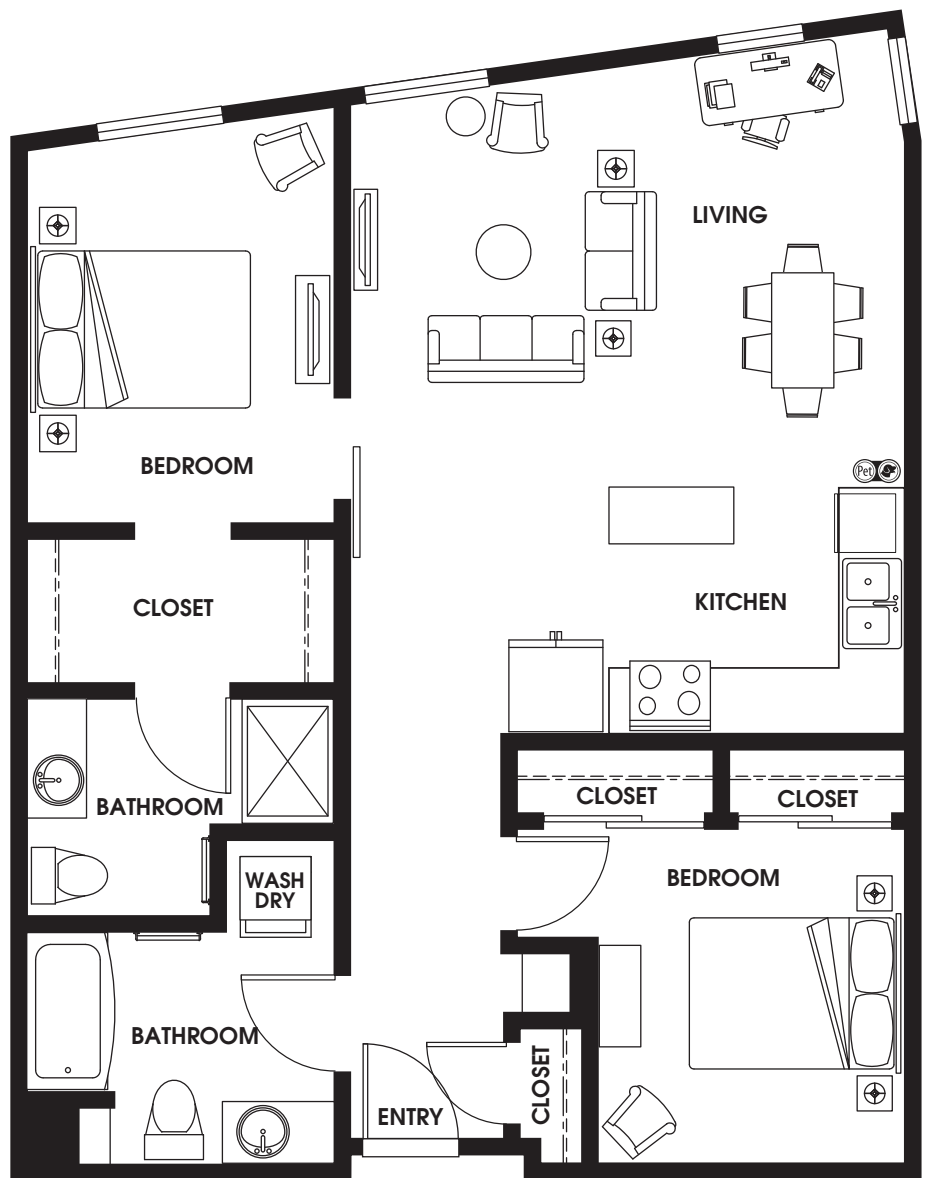 LIVING
BEDROOM
Pet
CLOSET
KITCHEN
BATHROOM
CLOSET
CLOSET
WASH
DRY
BEDROOM
BATHROOM
CLOSET
ENTRY